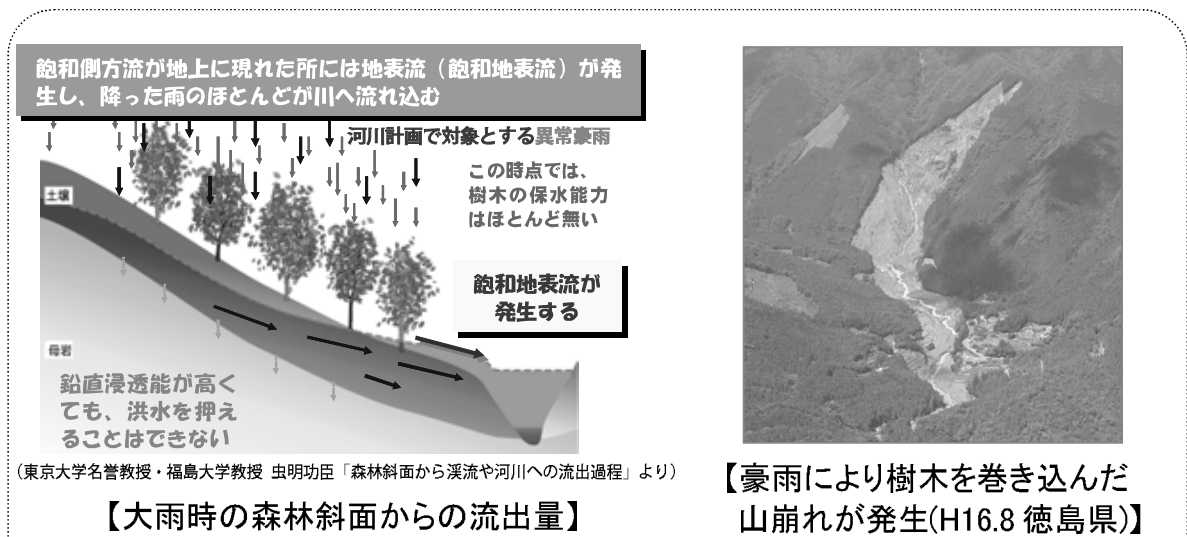 飽和側方流が地上に現れた所には地表流（飽和地表流）が発
生し、降った雨のほとんどが川へ流れ込む
河川計画で対象とする異常豪雨
この時点では、
樹木の保水能力
はほとんど無い
土壌
飽和地表流が
発生する
母岩
鉛直浸透能が高く
ても、洪水を押え
ることはできない
（東京大学名誉教授・福島大学教授 虫明功臣「森林斜面から渓流や河川への流出過程」より）
【大雨時の森林斜面からの流出量】
【豪雨により樹木を巻き込んだ
山崩れが発生(H16.8 徳島県)】